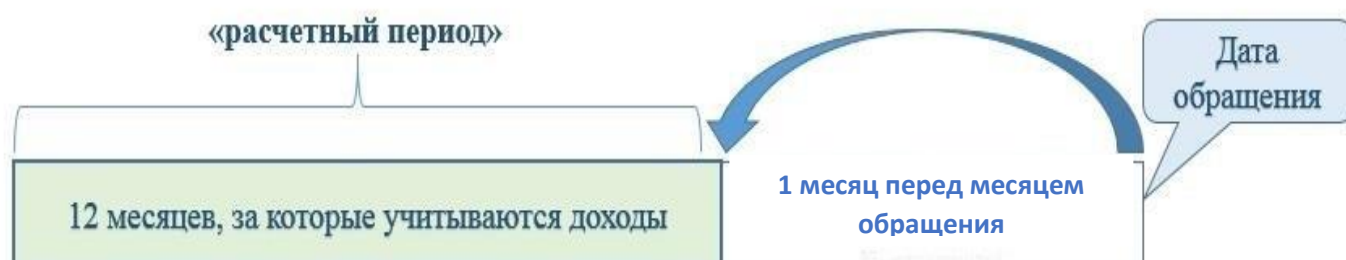 «расчетный период»
Дата
обращения
12 месяцев, за которые учитываются доходы
1 месяц перед месяцем
обращения